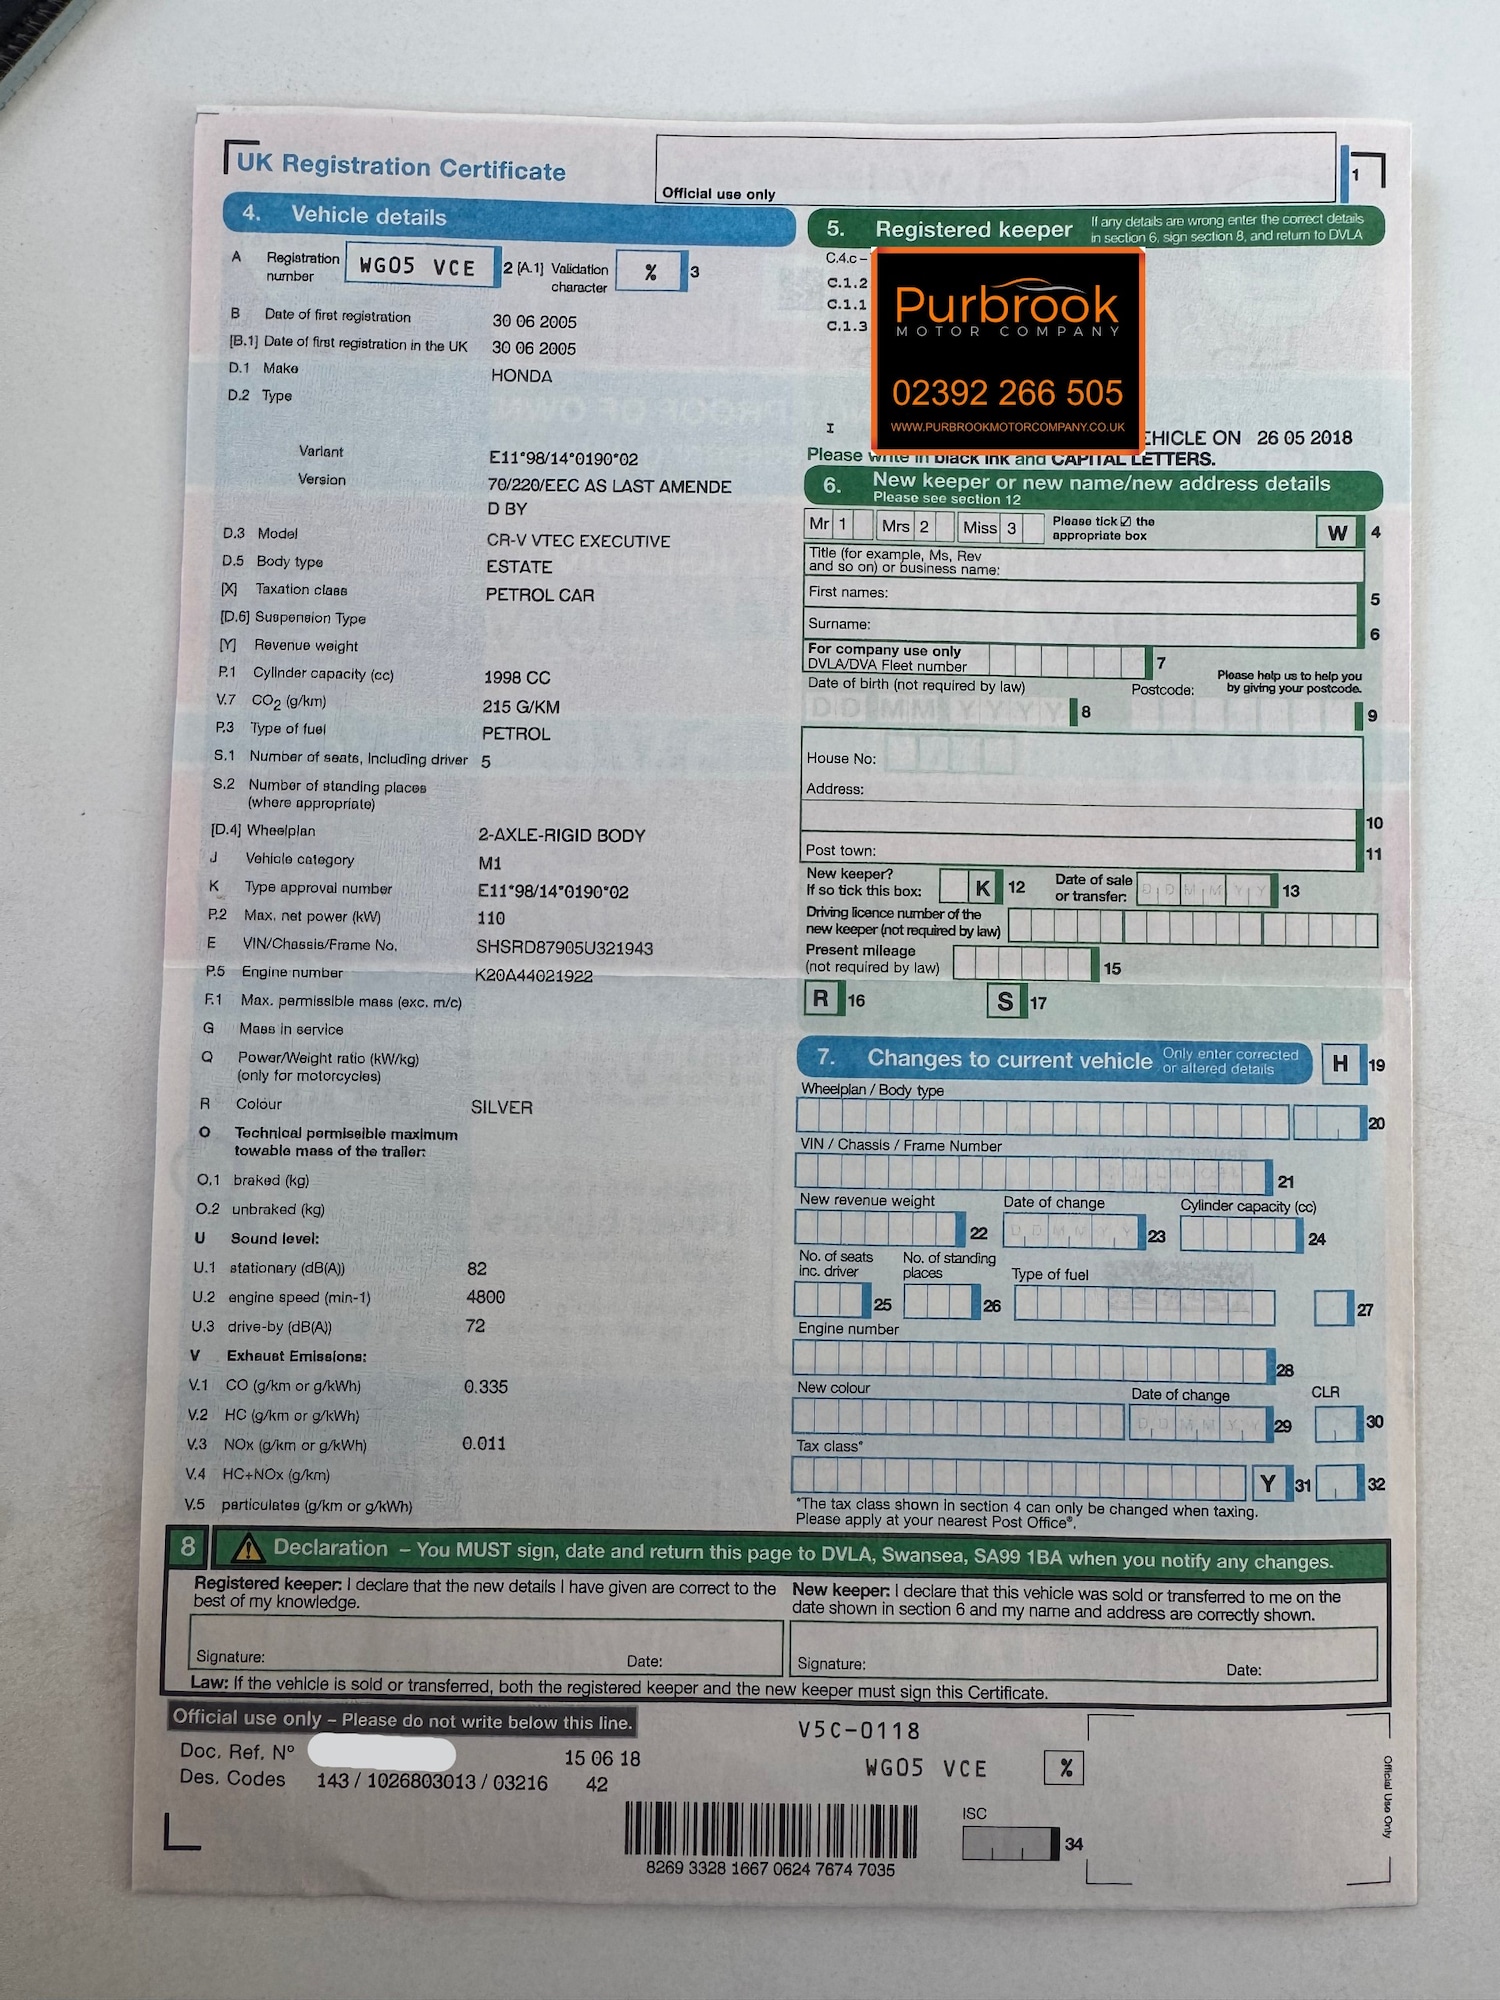 UK Registration Certificate
Official use only
1
4. Vehicle details
A Registration number WG05 VCE 2 [A.1] Validation character % 3
B Date of first registration 30 06 2005
[B.1] Date of first registration in the UK 30 06 2005
D.1 Make HONDA
D.2 Type
Variant E11*98/14*0190*02
Version 70/220/EEC AS LAST AMENDE
D BY
D.3 Model CR-V VTEC EXECUTIVE
D.5 Body type ESTATE
[X] Taxation class PETROL CAR
[D.6] Suspension Type
[Y] Revenue weight
P.1 Cylinder capacity (cc) 1998 CC
V.7 CO2 (g/km) 215 G/KM
P.3 Type of fuel PETROL
S.1 Number of seats, Including driver 5
S.2 Number of standing places
(where appropriate)
[D.4] Wheelplan 2-AXLE-RIGID BODY
J Vehicle category M1
K Type approval number E11*98/14*0190*02
P.2 Max. net power (kW) 110
E VIN/Chassis/Frame No. SHSRD87905U321943
P.5 Engine number K20A44021922
F.1 Max. permissible mass (exc. m/c)
G Mass in service
Q Power/Weight ratio (kW/kg)
(only for motorcycles)
R Colour SILVER
O Technical permissible maximum
towable mass of the trailer:
O.1 braked (kg)
O.2 unbraked (kg)
U Sound level:
U.1 stationary (dB(A)) 82
U.2 engine speed (min-1) 4800
U.3 drive-by (dB(A)) 72
V Exhaust Emissions:
V.1 CO (g/km or g/kWh) 0.335
V.2 HC (g/km or g/kWh)
V.3 NOx (g/km or g/kWh) 0.011
V.4 HC+NOx (g/km)
V.5 particulates (g/km or g/kWh)
5. Registered keeper
If any details are wrong enter the correct details
in section 6, sign section 8, and return to DVLA
C.4.c –
C.1.2
C.1.1
C.1.3
Purbrook
MOTOR COMPANY
02392 266 505
WWW.PURBROOKMOTORCOMPANY.CO.UK
I EHICLE ON 26 05 2018
Please write in black ink and CAPITAL LETTERS.
6. New keeper or new name/new address details
Please see section 12
Mr 1 Mrs 2 Miss 3 Please tick ☑ the
appropriate box W 4
Title (for example, Ms, Rev
and so on) or business name:
First names: 5
Surname: 6
For company use only
DVLA/DVA Fleet number 7
Please help us to help you
by giving your postcode.
Date of birth (not required by law) Postcode:
D D M M Y Y Y Y 8 9
House No:
Address:
10
Post town: 11
New keeper?
If so tick this box: K 12 Date of sale
or transfer: D D M M Y Y 13
Driving licence number of the
new keeper (not required by law)
Present mileage
(not required by law) 15
R 16 S 17
7. Changes to current vehicle
Only enter corrected
or altered details
H 19
Wheelplan / Body type
20
VIN / Chassis / Frame Number
21
New revenue weight Date of change Cylinder capacity (cc)
22 D D M M Y Y 23 24
No. of seats
inc. driver
No. of standing
places
Type of fuel
25 26 27
Engine number
28
New colour Date of change CLR
D D M M Y Y 29 30
Tax class*
Y 31 32
*The tax class shown in section 4 can only be changed when taxing.
Please apply at your nearest Post Office®.
8 Declaration – You MUST sign, date and return this page to DVLA, Swansea, SA99 1BA when you notify any changes.
Registered keeper: I declare that the new details I have given are correct to the
best of my knowledge.
Signature: Date:
New keeper: I declare that this vehicle was sold or transferred to me on the
date shown in section 6 and my name and address are correctly shown.
Signature: Date:
Law: If the vehicle is sold or transferred, both the registered keeper and the new keeper must sign this Certificate.
Official use only – Please do not write below this line.
Doc. Ref. Nº 15 06 18
Des. Codes 143 / 1026803013 / 03216 42
V5C-0118
WG05 VCE %
8269 3328 1667 0624 7674 7035
ISC
34
Official Use Only